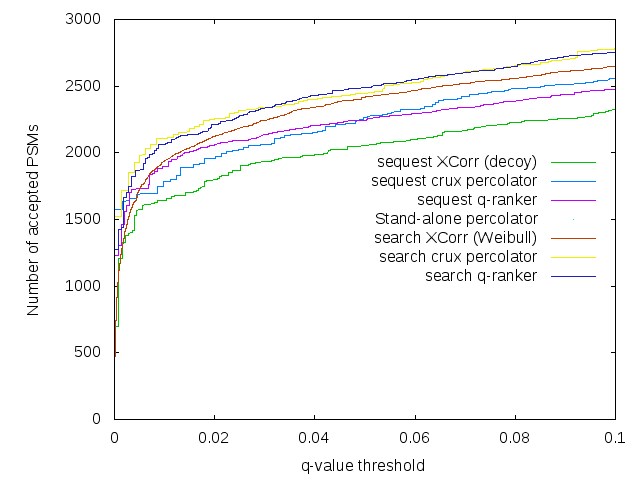 3000
2500
2000
1500
1000
500
0
Number of accepted PSMs
sequest XCorr (decoy)
sequest crux percolator
sequest q-ranker
Stand-alone percolator
search XCorr (Weibull)
search crux percolator
search q-ranker
0 0.02 0.04 0.06 0.08 0.1
q-value threshold